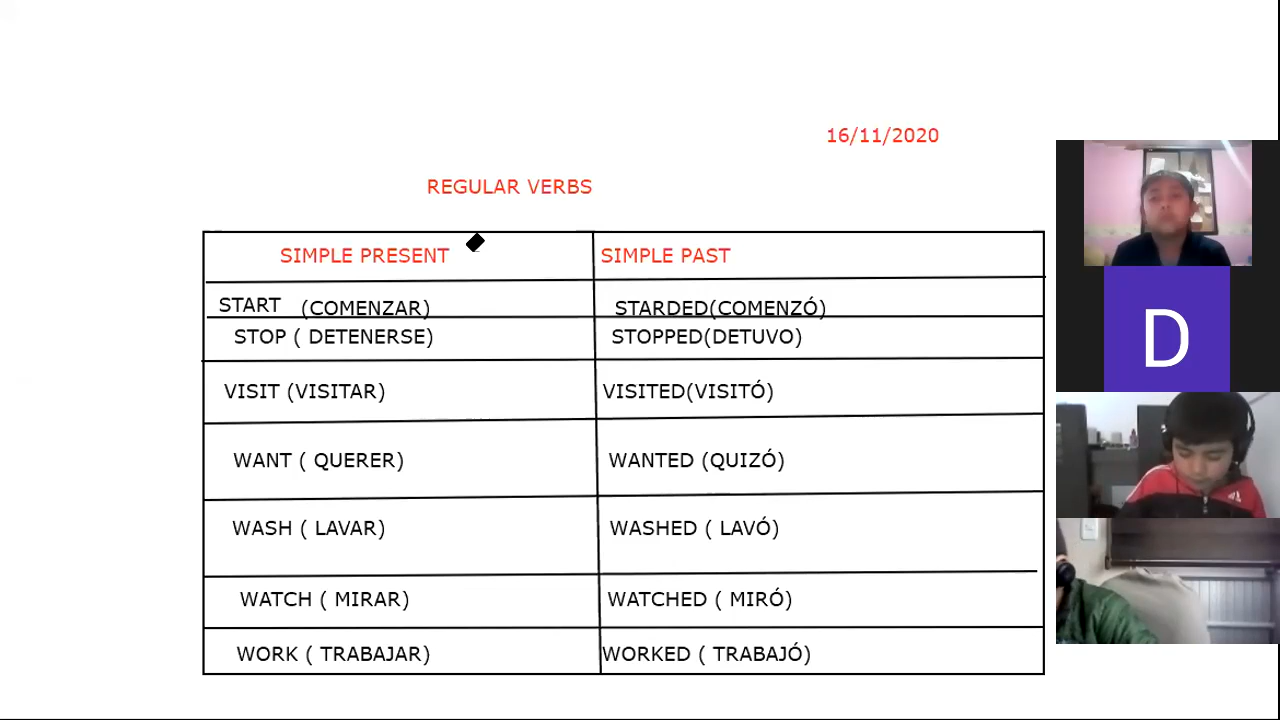 16/11/2020
REGULAR VERBS
SIMPLE PRESENT SIMPLE PAST
START (COMENZAR) STARDED(COMENZÓ)
STOP ( DETENERSE) STOPPED(DETUVO)
VISIT (VISITAR) VISITED(VISITÓ)
WANT ( QUERER) WANTED (QUIZÓ)
WASH ( LAVAR) WASHED ( LAVÓ)
WATCH ( MIRAR) WATCHED ( MIRÓ)
WORK ( TRABAJAR) WORKED ( TRABAJÓ)
D